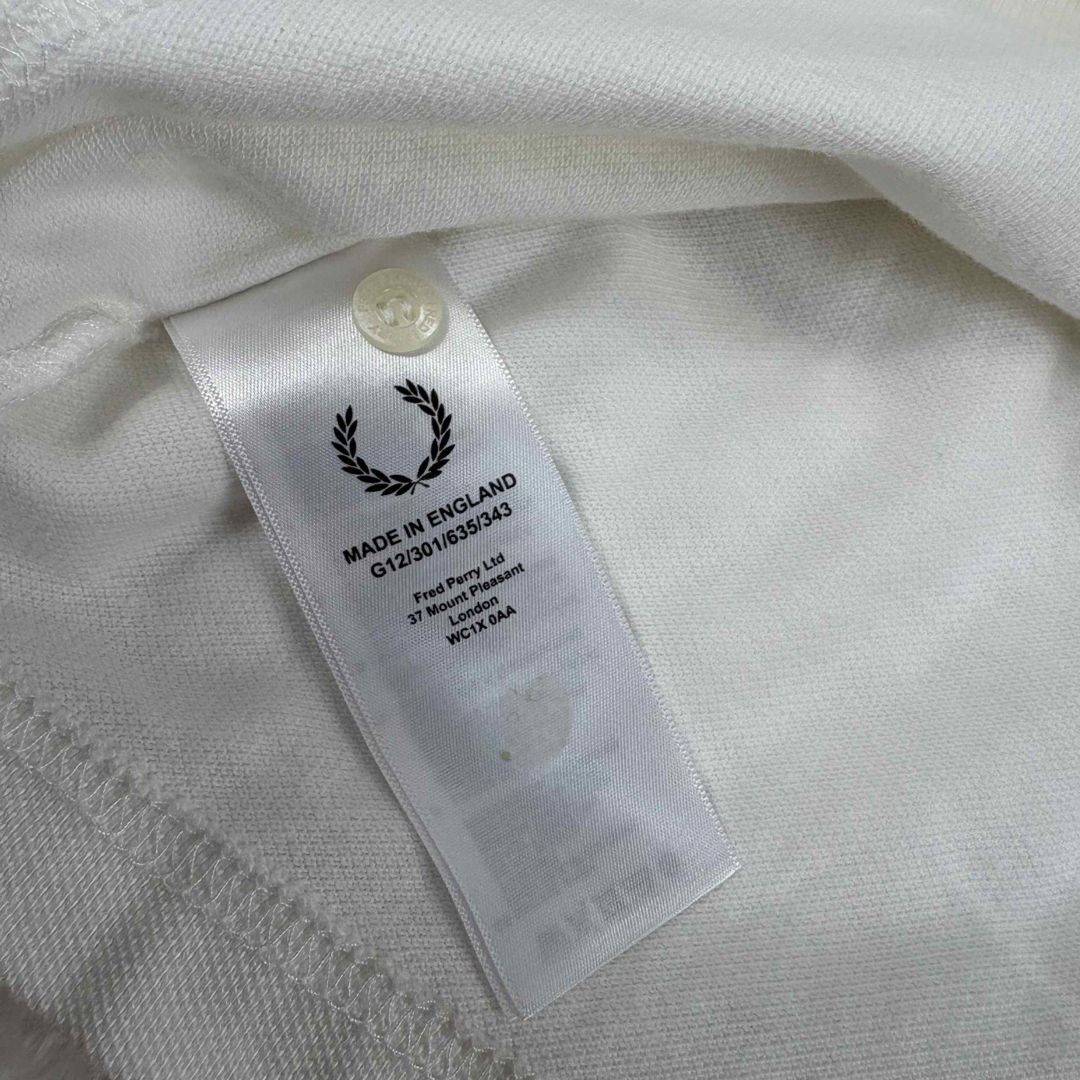 MADE IN ENGLAND
G12/301/635/343
Fred Perry Ltd
37 Mount Pleasant
London
WC1X 0AA